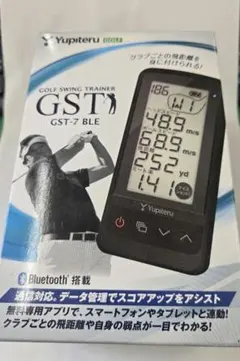 Yupiteru GOLF
クラブごとの飛距離を
身に付けられる!
GOLF SWING TRAINER
GST
GST-7 BLE
186
W1
48.9 m/s
68.9 m/s
252 yd
1.41
Yupiteru
Bluetooth® 搭載
通信対応。データ管理でスコアアップをアシスト
無料専用アプリで、スマートフォンやタブレットと連動!
クラブごとの飛距離や自身の弱点が一目でわかる!